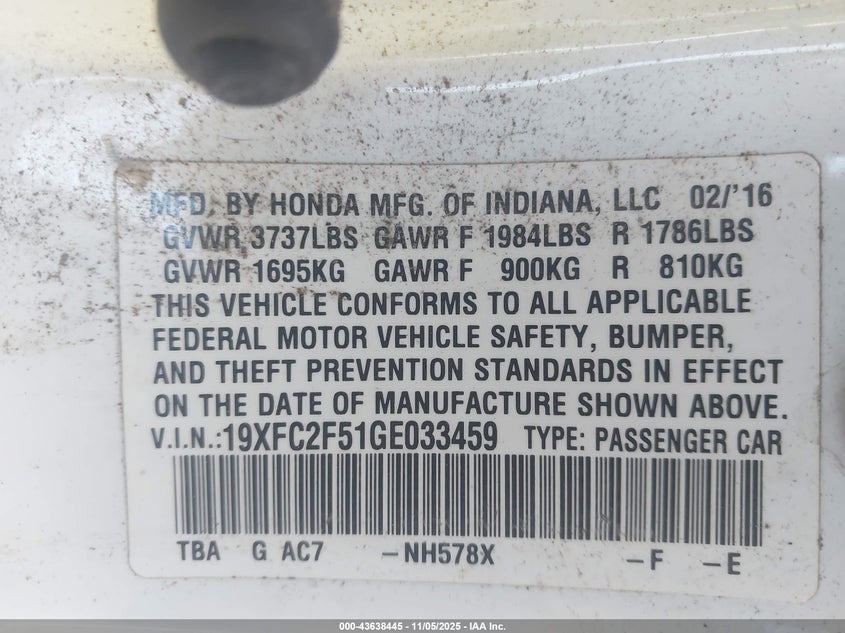 MFD. BY HONDA MFG. OF INDIANA, LLC 02/'16
GVWR 3737LBS GAWR F 1984LBS R 1786LBS
GVWR 1695KG GAWR F 900KG R 810KG
THIS VEHICLE CONFORMS TO ALL APPLICABLE
FEDERAL MOTOR VEHICLE SAFETY, BUMPER,
AND THEFT PREVENTION STANDARDS IN EFFECT
ON THE DATE OF MANUFACTURE SHOWN ABOVE.
V.I.N.:19XFC2F51GE033459 TYPE: PASSENGER CAR
TBA G AC7 -NH578X -F -E
000-43638445 - 11/05/2025 - IAA Inc.